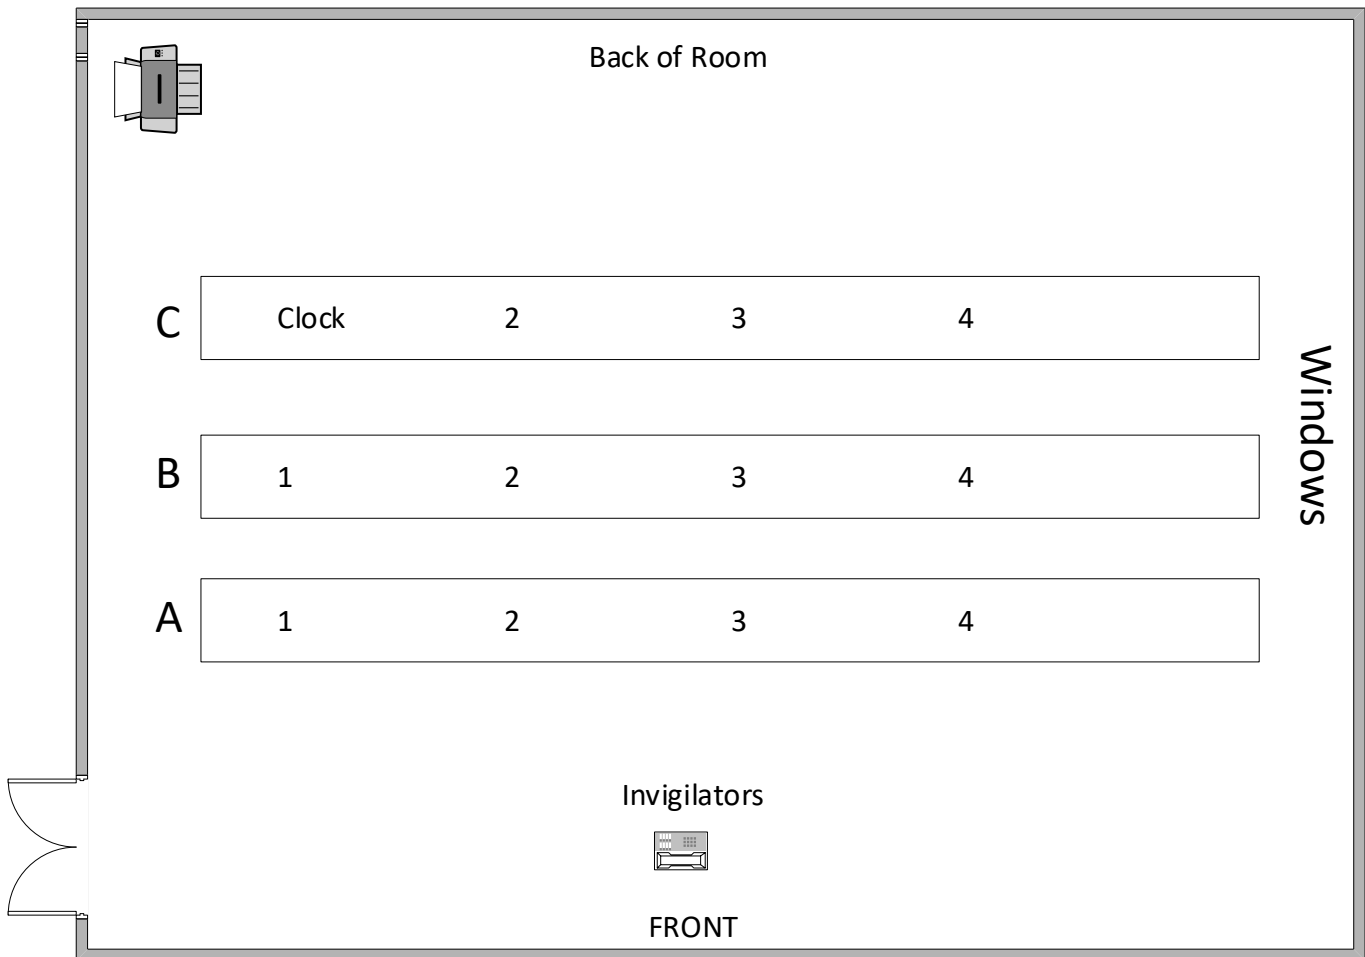 Back of Room
C Clock 2 3 4
Windows
B 1 2 3 4
A 1 2 3 4
Invigilators
FRONT